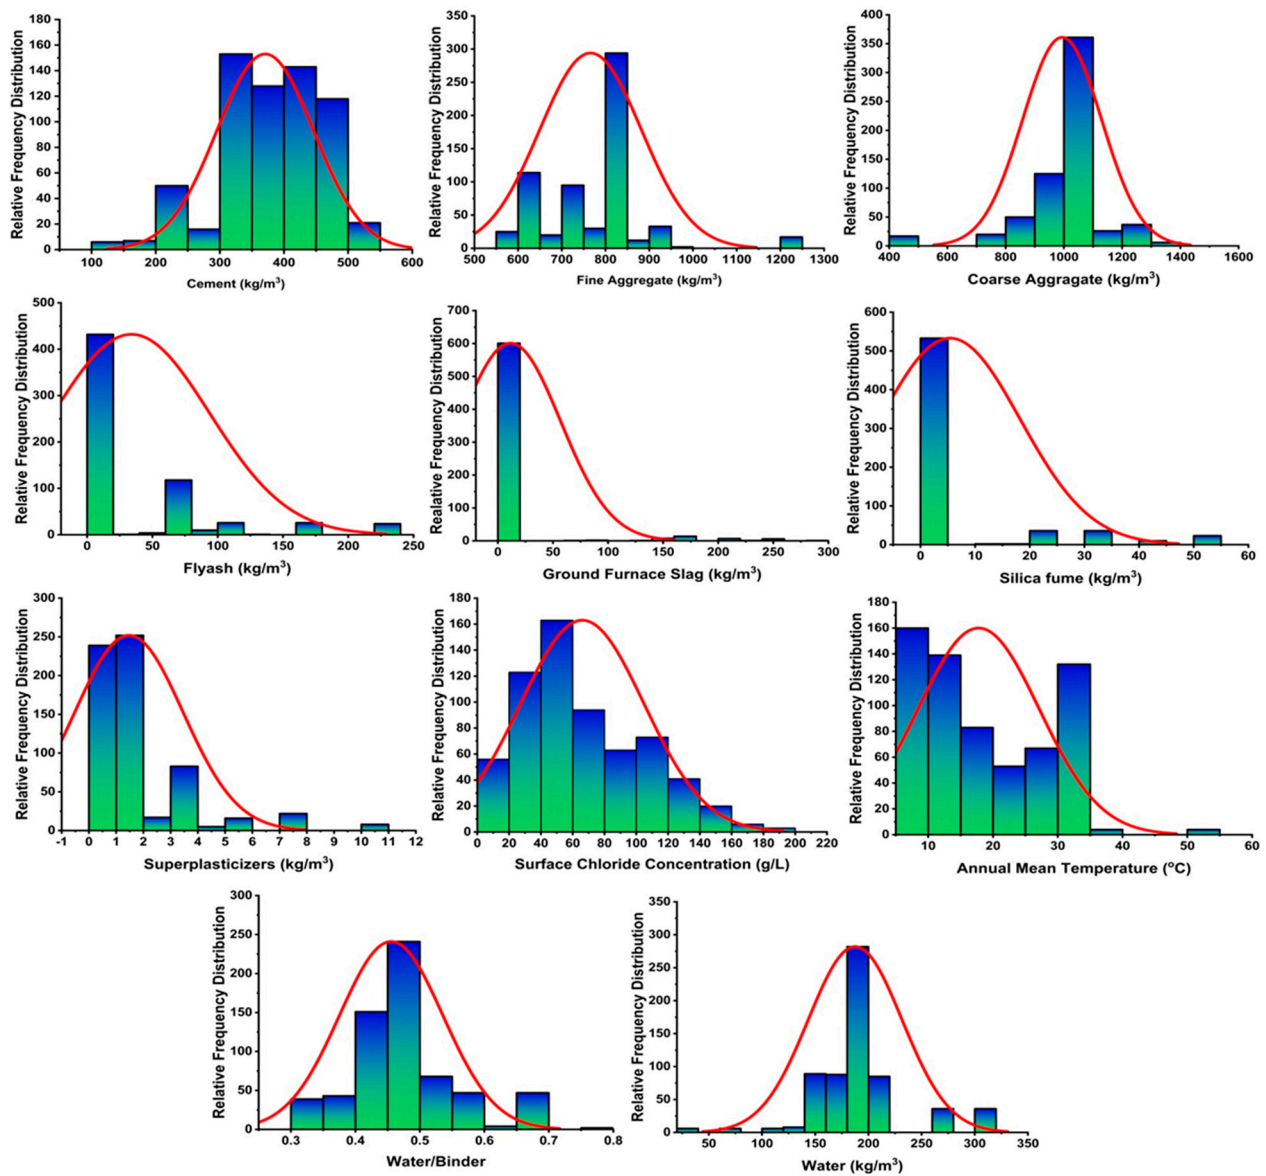 Relative Frequency Distribution
180
160
140
120
100
80
60
40
20
0
100 200 300 400 500 600
Cement (kg/m³)
Relative Frequency Distribution
350
300
250
200
150
100
50
0
500 600 700 800 900 1000 1100 1200 1300
Fine Aggregate (kg/m³)
Relative Frequency Distribution
400
350
300
250
200
150
100
50
0
400 600 800 1000 1200 1400 1600
Coarse Aggragate (kg/m³)
Relative Frequency Distribution
500
400
300
200
100
0
0 50 100 150 200 250
Flyash (kg/m³)
Relative Frequency Distribution
700
600
500
400
300
200
100
0
0 50 100 150 200 250 300
Ground Furnace Slag (kg/m³)
Relative Frequency Distribution
600
500
400
300
200
100
0
0 10 20 30 40 50 60
Silica fume (kg/m³)
Relative Frequency Distribution
300
250
200
150
100
50
0
-1 0 1 2 3 4 5 6 7 8 9 10 11 12
Superplasticizers (kg/m³)
Relative Frequency Distribution
180
160
140
120
100
80
60
40
20
0
0 20 40 60 80 100 120 140 160 180 200 220
Surface Chloride Concentration (g/L)
Relative Frequency Distribution
180
160
140
120
100
80
60
40
20
0
10 20 30 40 50 60
Annual Mean Temperature (°C)
Relative Frequency Distribution
300
250
200
150
100
50
0
0.3 0.4 0.5 0.6 0.7 0.8
Water/Binder
Relative Frequency Distribution
350
300
250
200
150
100
50
0
50 100 150 200 250 300 350
Water (kg/m³)